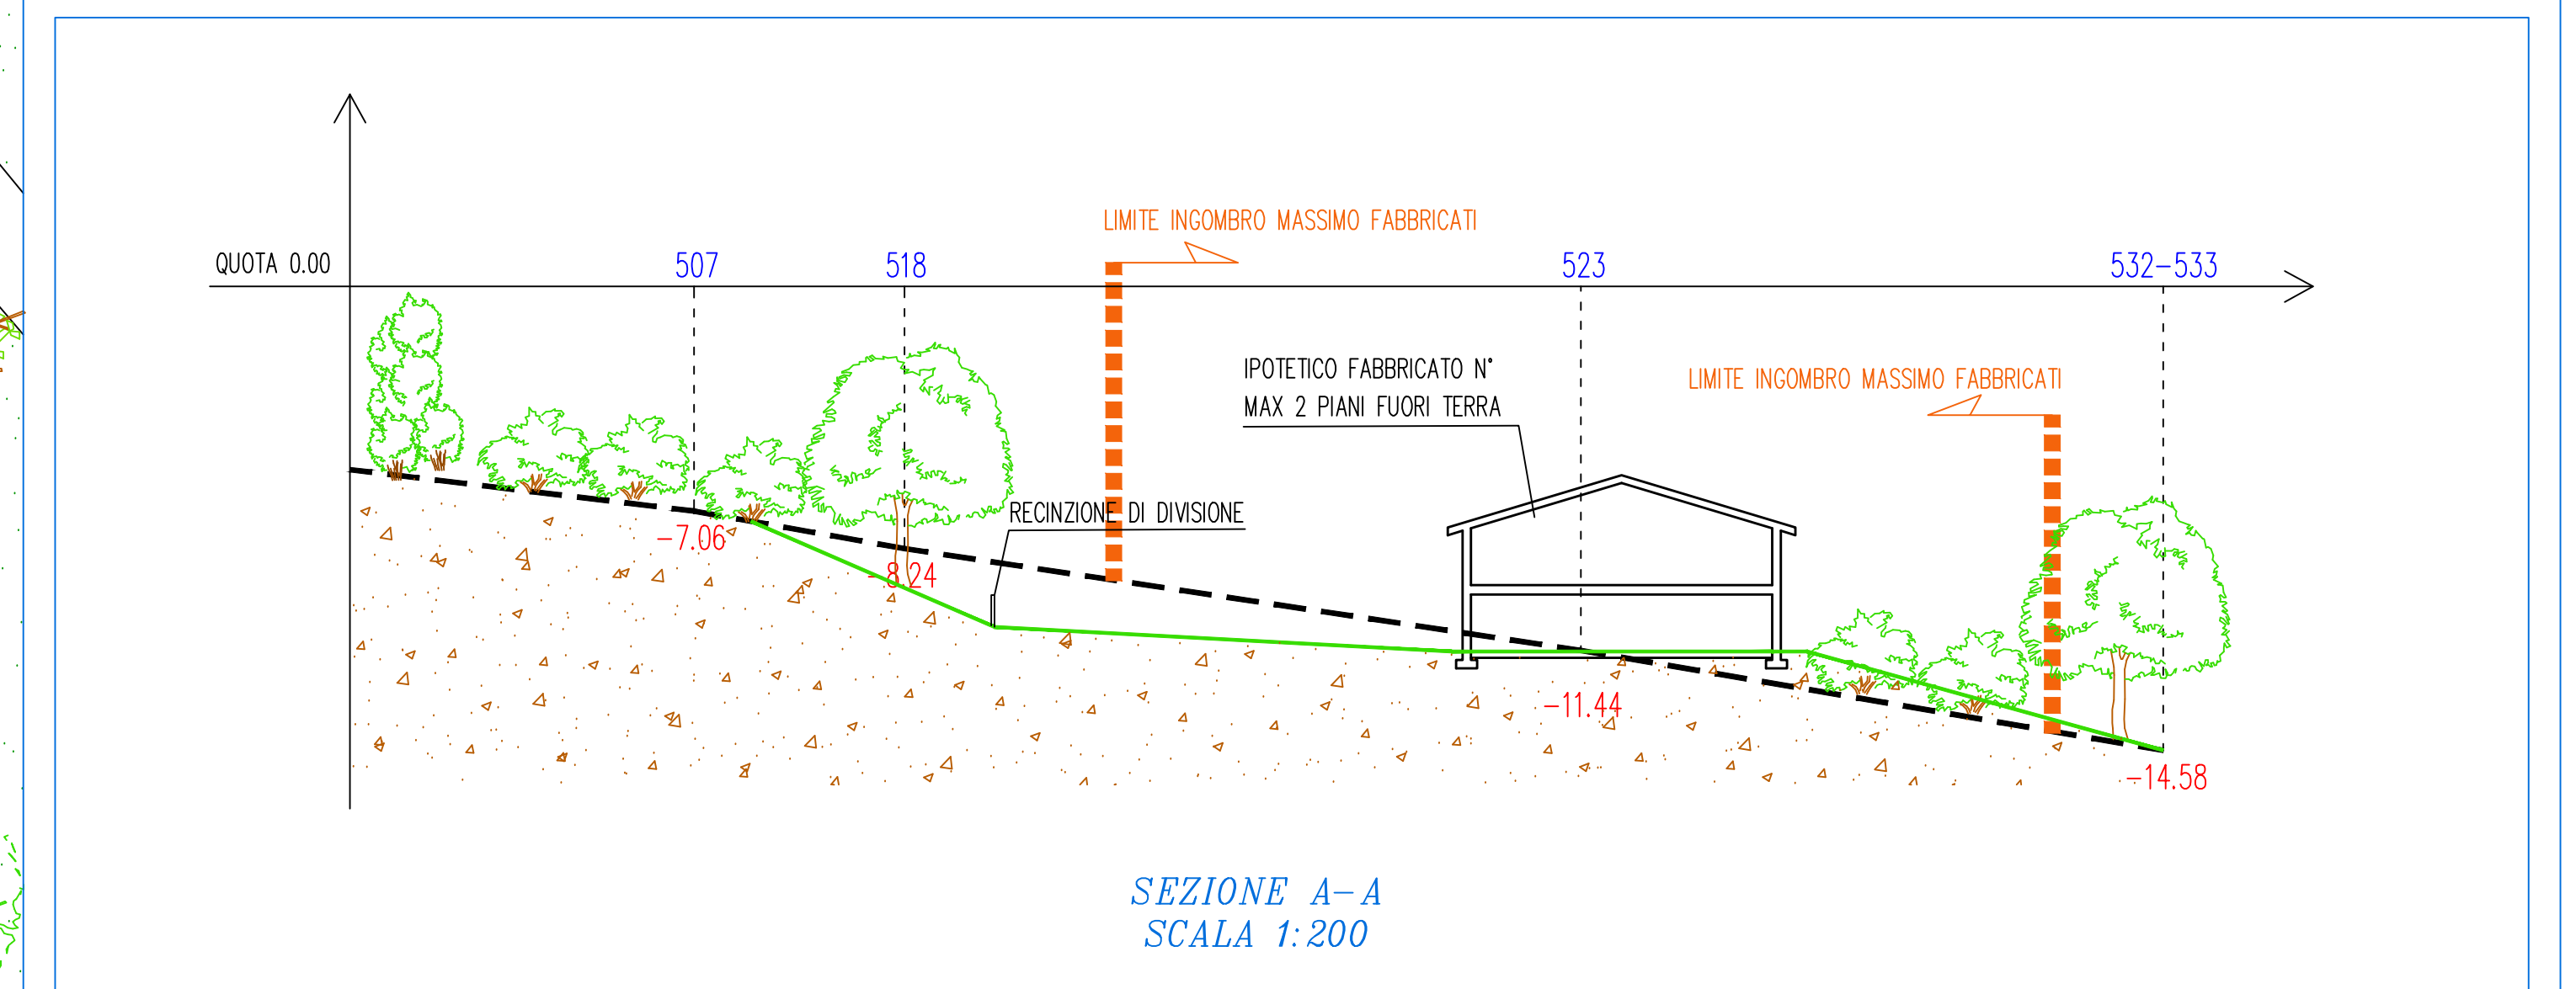 LIMITE INGOMBRO MASSIMO FABBRICATI
QUOTA 0.00
507
518
523
532-533
IPOTETICO FABBRICATO N°
MAX 2 PIANI FUORI TERRA
LIMITE INGOMBRO MASSIMO FABBRICATI
RECINZIONE DI DIVISIONE
-7.06
-8.24
-11.44
-14.58
SEZIONE A-A
SCALA 1:200